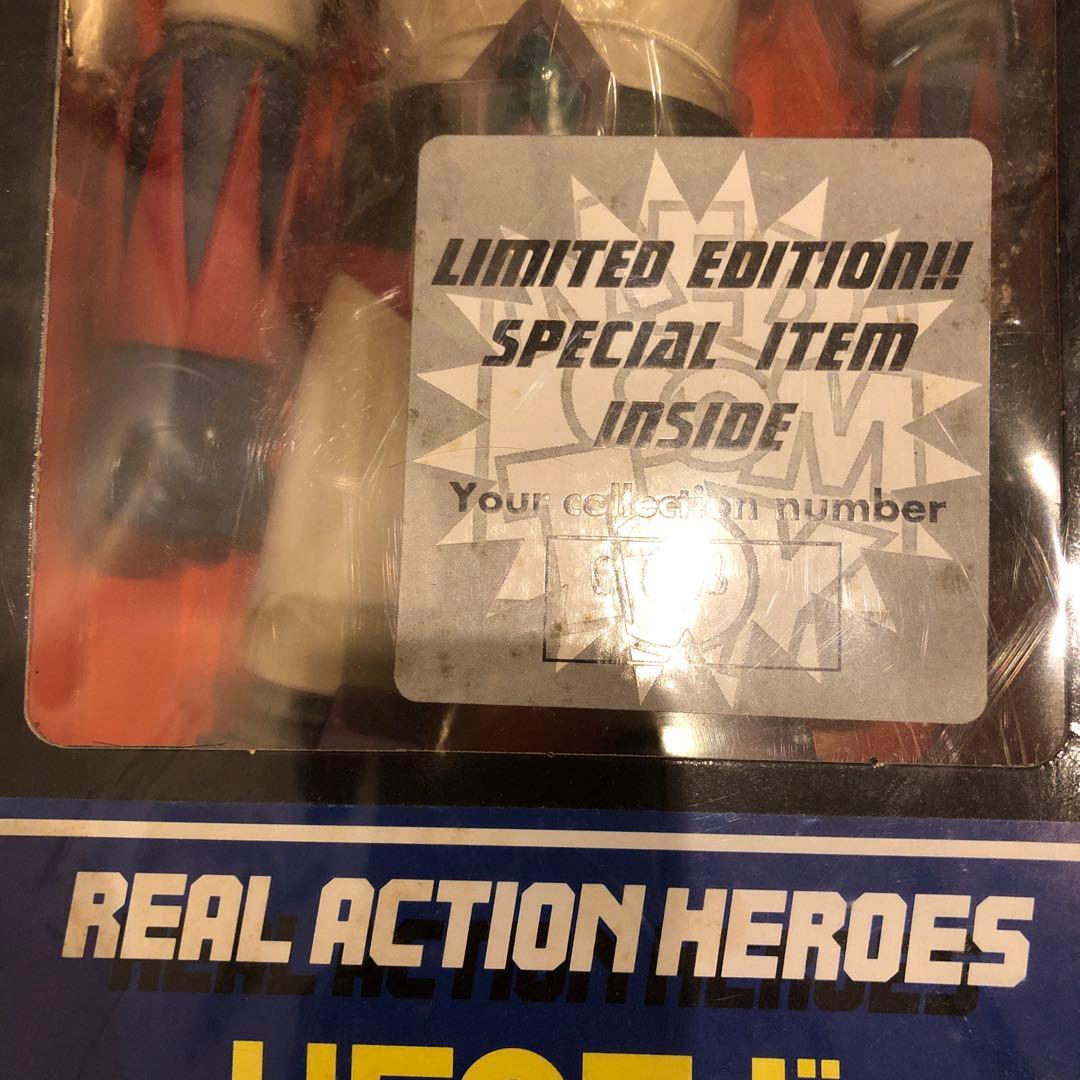 LIMITED EDITION!!
SPECIAL ITEM
INSIDE
Your collection number
REAL ACTION HEROES